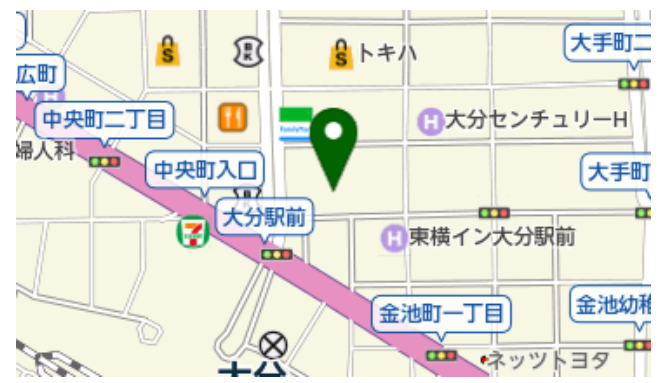 大手町二
トキハ
広町
中央町二丁目
FamilyMart
H 大分センチュリーH
婦人科
中央町入口
大手町
大分駅前
H 東横イン大分駅前
金池町一丁目
金池幼稚
ネッツトヨタ
大分